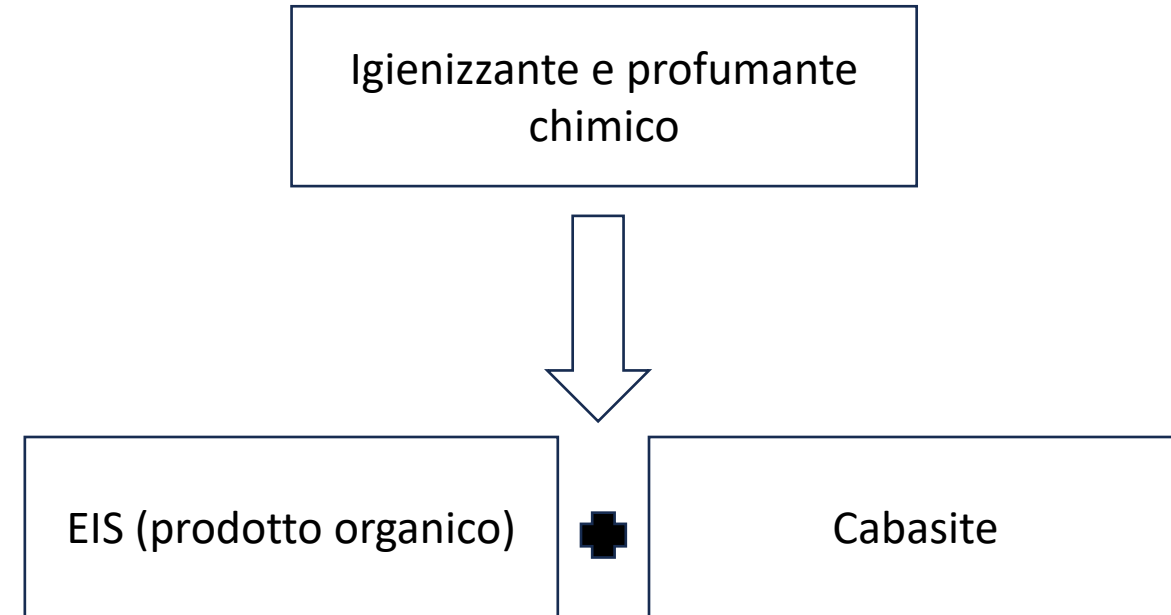 Igienizzante e profumante
chimico
EIS (prodotto organico)
Cabasite